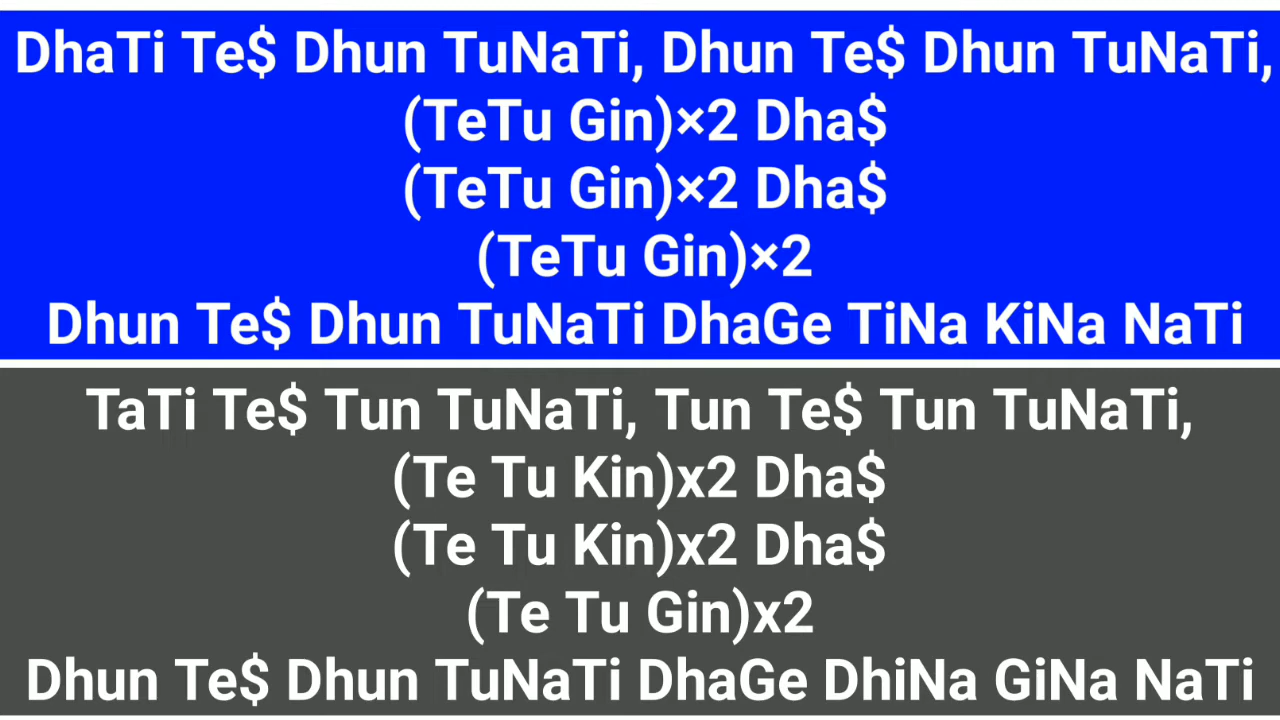 DhaTi Te$ Dhun TuNaTi, Dhun Te$ Dhun TuNaTi,
(TeTu Gin)×2 Dha$
(TeTu Gin)×2 Dha$
(TeTu Gin)×2
Dhun Te$ Dhun TuNaTi DhaGe TiNa KiNa NaTi
TaTi Te$ Tun TuNaTi, Tun Te$ Tun TuNaTi,
(Te Tu Kin)x2 Dha$
(Te Tu Kin)x2 Dha$
(Te Tu Gin)x2
Dhun Te$ Dhun TuNaTi DhaGe DhiNa GiNa NaTi